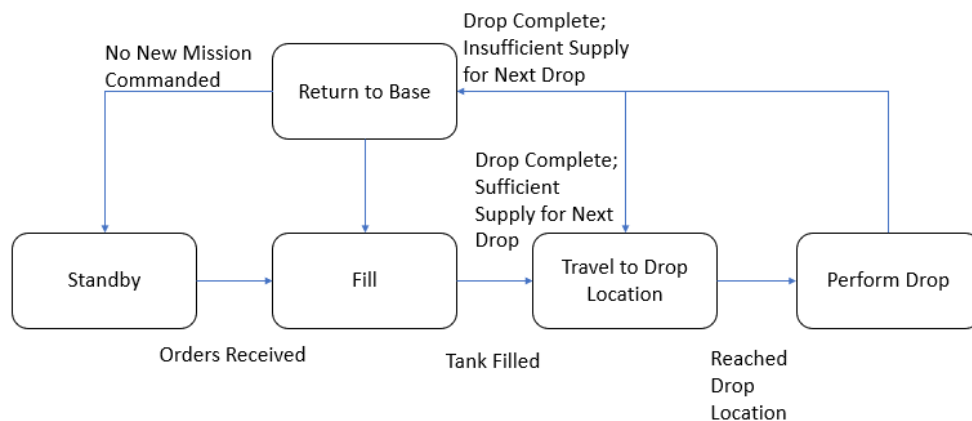 Drop Complete;
Insufficient Supply
for Next Drop
No New Mission
Commanded
Return to Base
Drop Complete;
Sufficient
Supply for Next
Drop
Standby
Fill
Travel to Drop
Location
Perform Drop
Orders Received
Tank Filled
Reached
Drop
Location